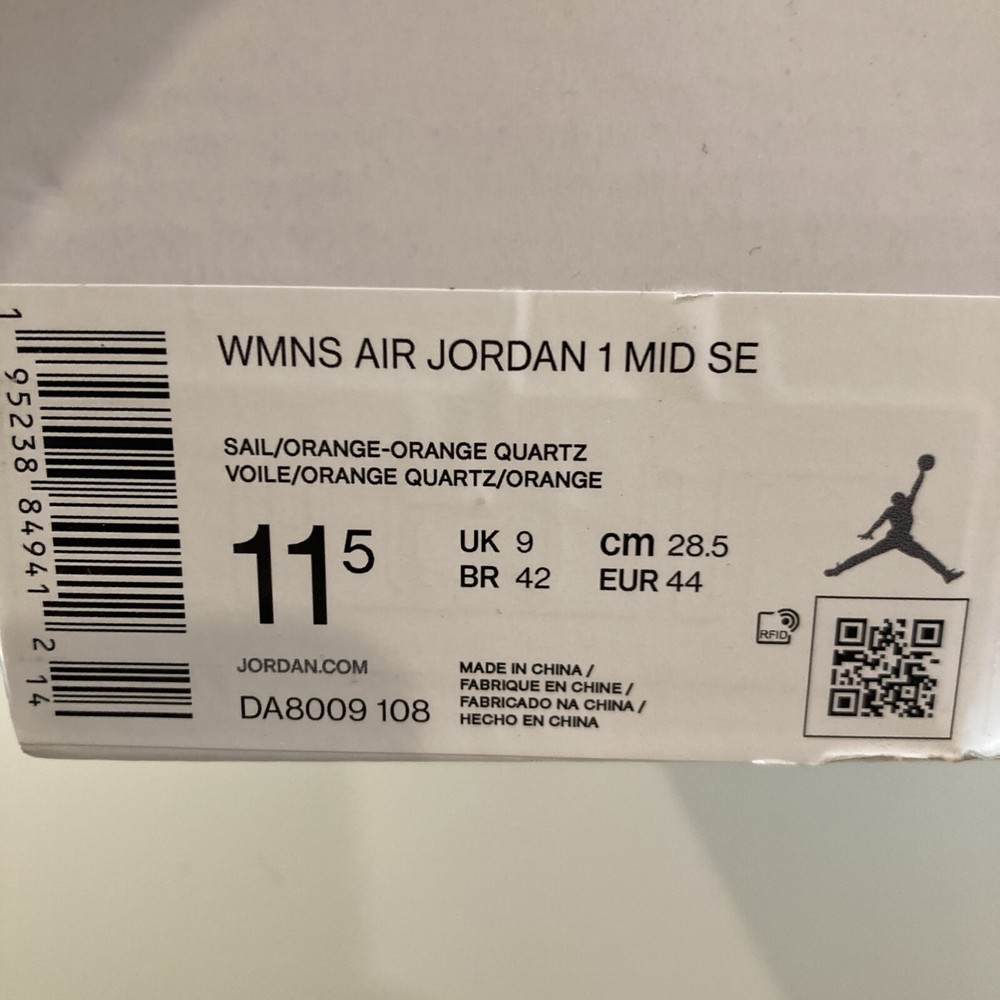 WMNS AIR JORDAN 1 MID SE
SAIL/ORANGE-ORANGE QUARTZ
VOILE/ORANGE QUARTZ/ORANGE
11 5
UK 9
cm 28.5
BR 42
EUR 44
RFID
JORDAN.COM
DA8009 108
MADE IN CHINA /
FABRIQUE EN CHINE /
FABRICADO NA CHINA /
HECHO EN CHINA
1 95238 84941 2 14